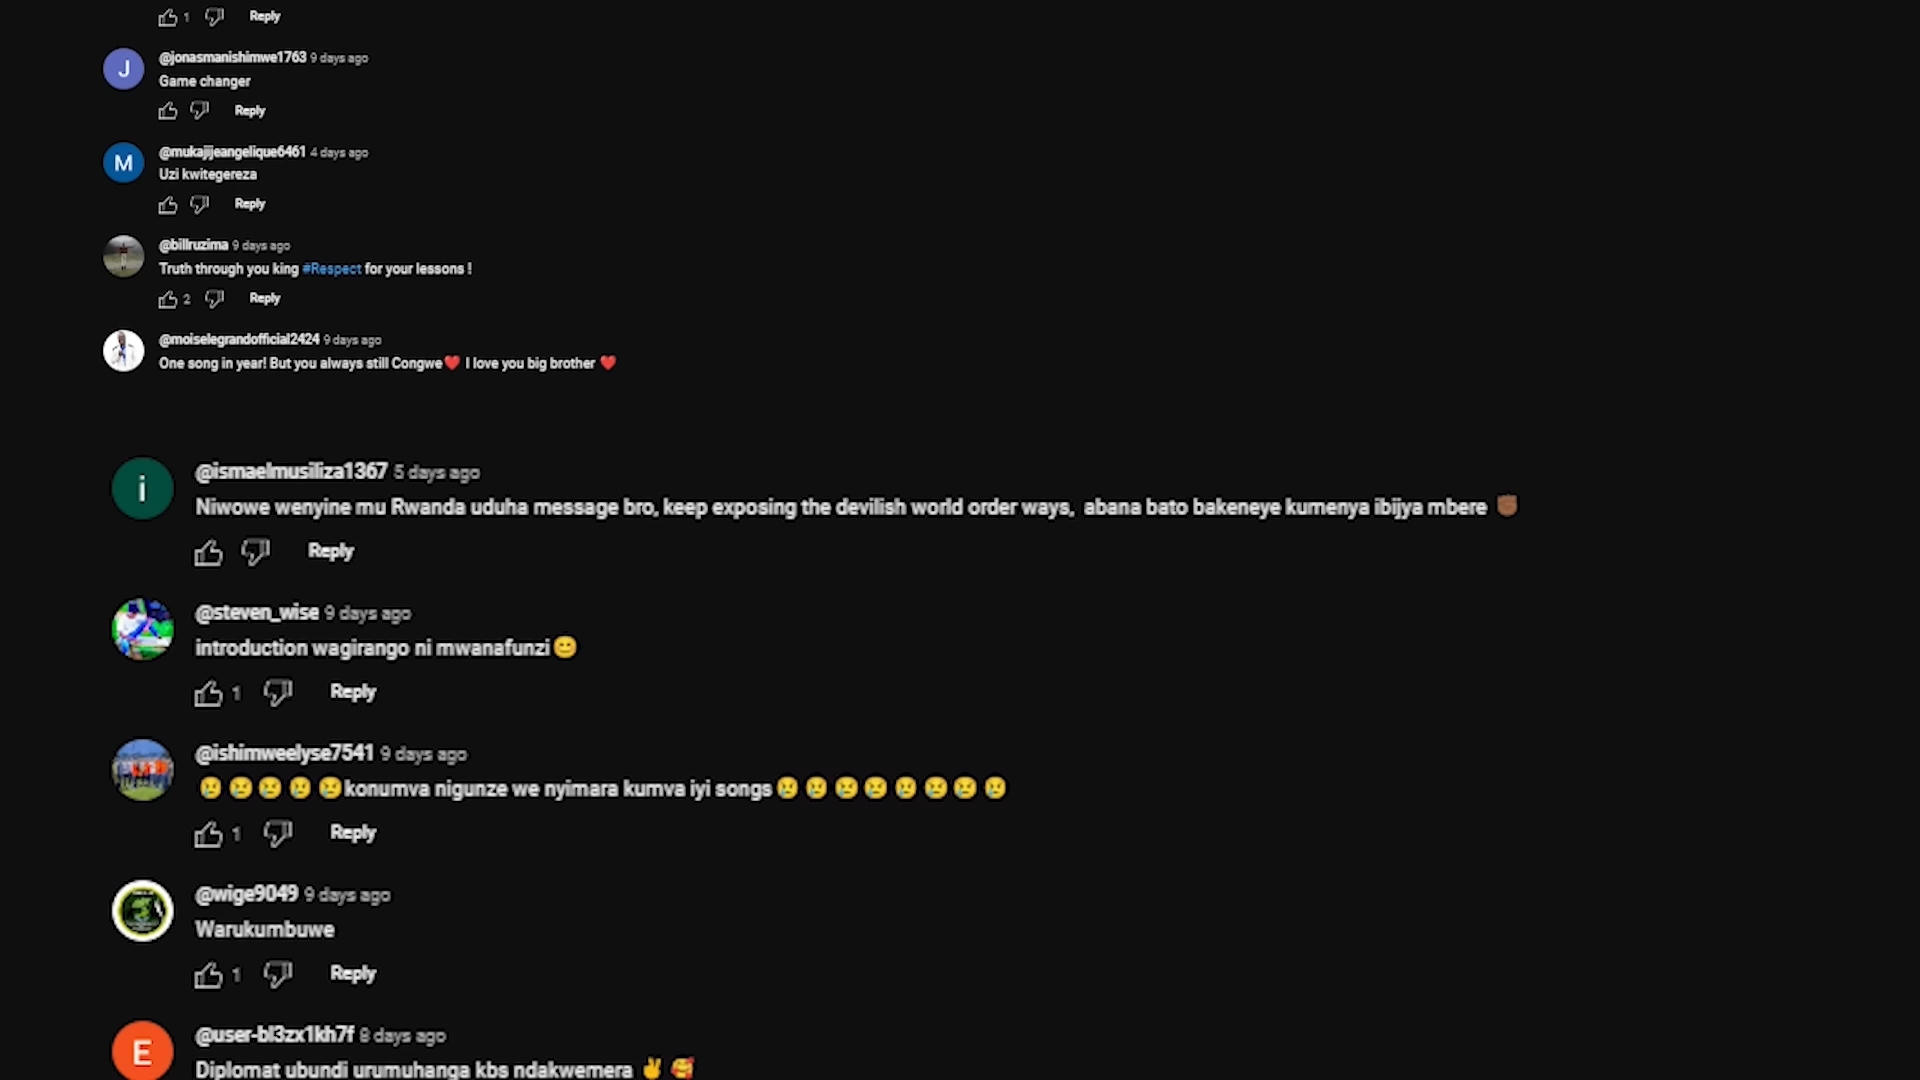 1 Reply
@jonasmanishimwe1763 9 days ago
Game changer
Reply
@mukajijeangelique6461 4 days ago
Uzi kwitegereza
Reply
@billruzima 9 days ago
Truth through you king #Respect for your lessons !
2 Reply
@moiselegrandofficial2424 9 days ago
One song in year! But you always still Congwe❤️ I love you big brother ❤️
@ismaelmusiliza1367 5 days ago
Niwowe wenyine mu Rwanda uduha message bro, keep exposing the devilish world order ways, abana bato bakeneye kumenya ibijya mbere ✊🏾
Reply
@steven_wise 9 days ago
introduction wagirango ni mwanafunzi😊
1 Reply
@ishimweelyse7541 9 days ago
😢😢😢😢😢konumva nigunze we nyimara kumva iyi songs😢😢😢😢😢😢😢😢
1 Reply
@wige9049 9 days ago
Warukumbuwe
1 Reply
@user-bl3zx1kh7f 8 days ago
Diplomat ubundi urumuhanga kbs ndakwemera ✌️ 🥰